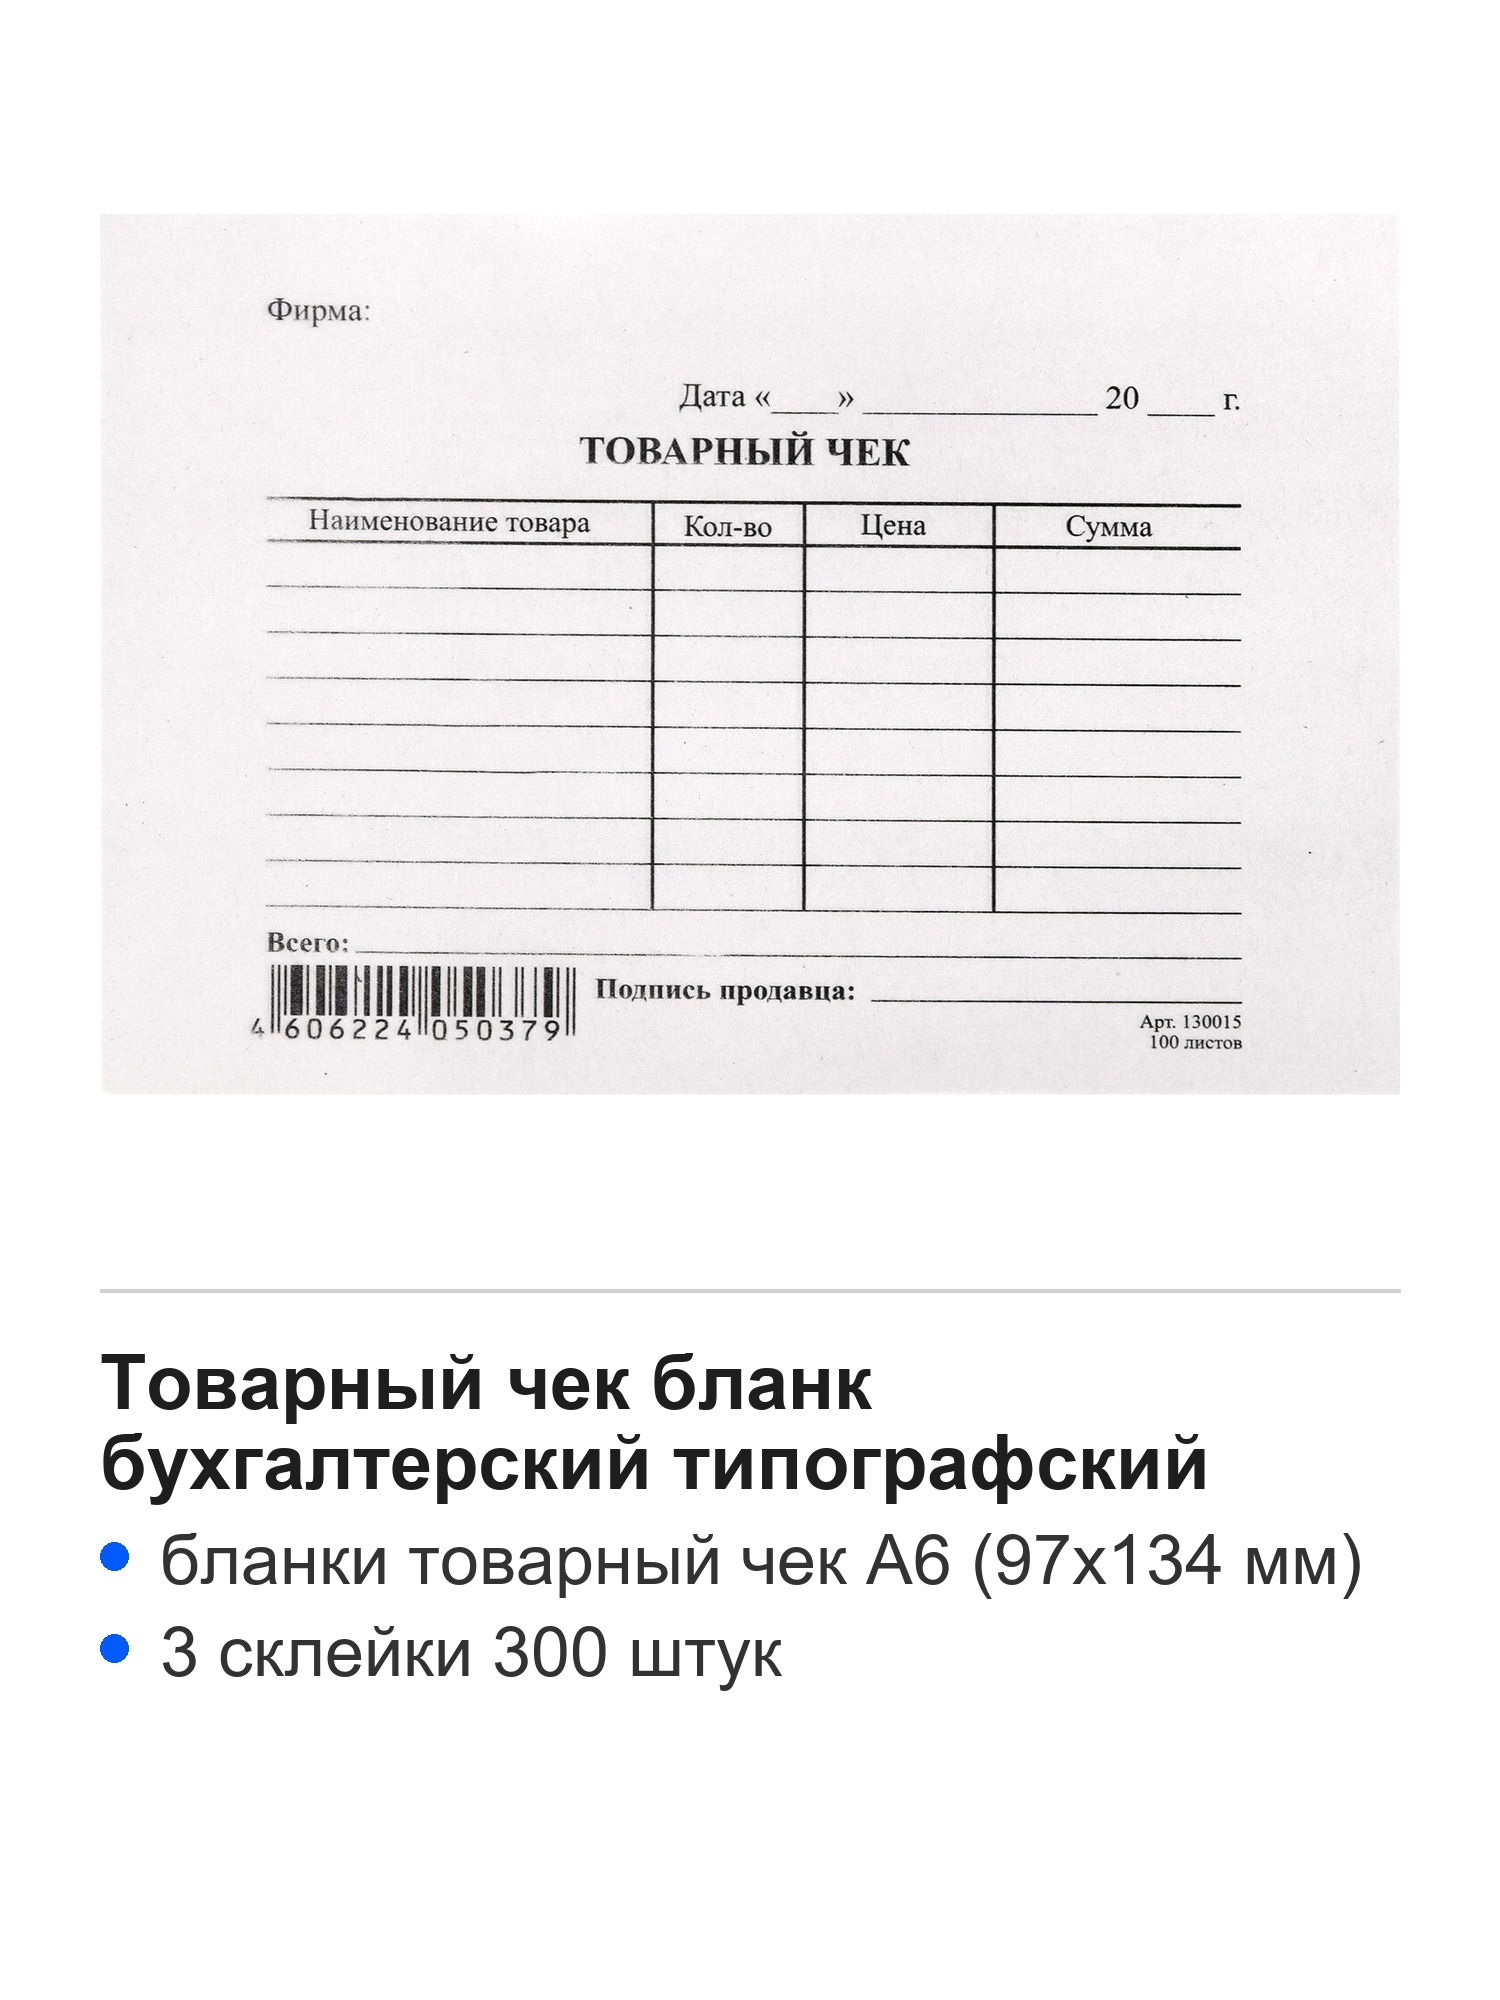 Фирма:
Дата «____» ______________ 20 ____ г.
ТОВАРНЫЙ ЧЕК
Наименование товара Кол-во Цена Сумма
Всего:
Подпись продавца:
4 606224 050379
Арт. 130015
100 листов
Товарный чек бланк
бухгалтерский типографский
бланки товарный чек А6 (97х134 мм)
3 склейки 300 штук